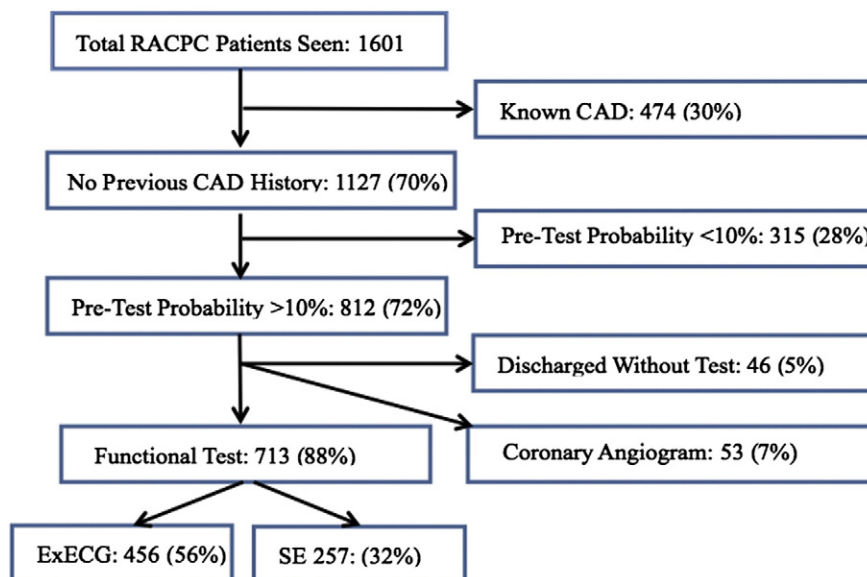 Total RACPC Patients Seen: 1601
Known CAD: 474 (30%)
No Previous CAD History: 1127 (70%)
Pre-Test Probability <10%: 315 (28%)
Pre-Test Probability >10%: 812 (72%)
Discharged Without Test: 46 (5%)
Functional Test: 713 (88%)
Coronary Angiogram: 53 (7%)
ExECG: 456 (56%)
SE 257: (32%)